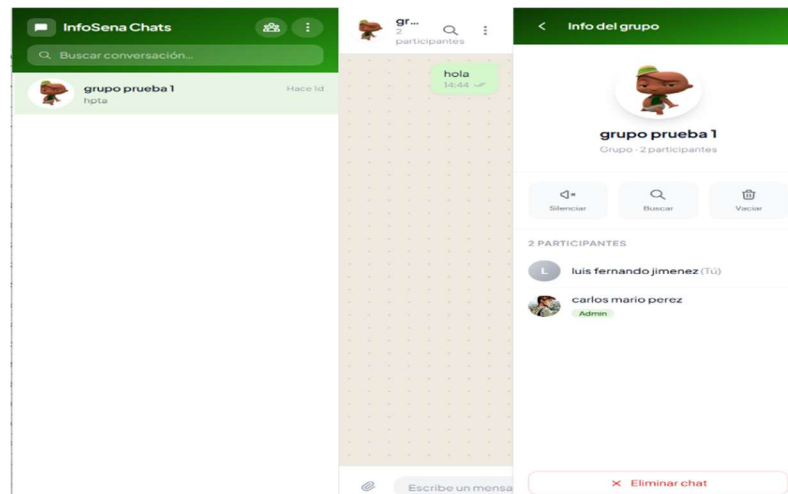 InfoSena Chats
Buscar conversación...
grupo prueba 1
Hace 1d
hpta
gr...
2
participantes
hola
14:44
Escribe un mensa
Info del grupo
grupo prueba 1
Grupo · 2 participantes
Silenciar
Buscar
Vaciar
2 PARTICIPANTES
L
luis fernando jimenez (Tú)
carlos mario perez
Admin
Eliminar chat